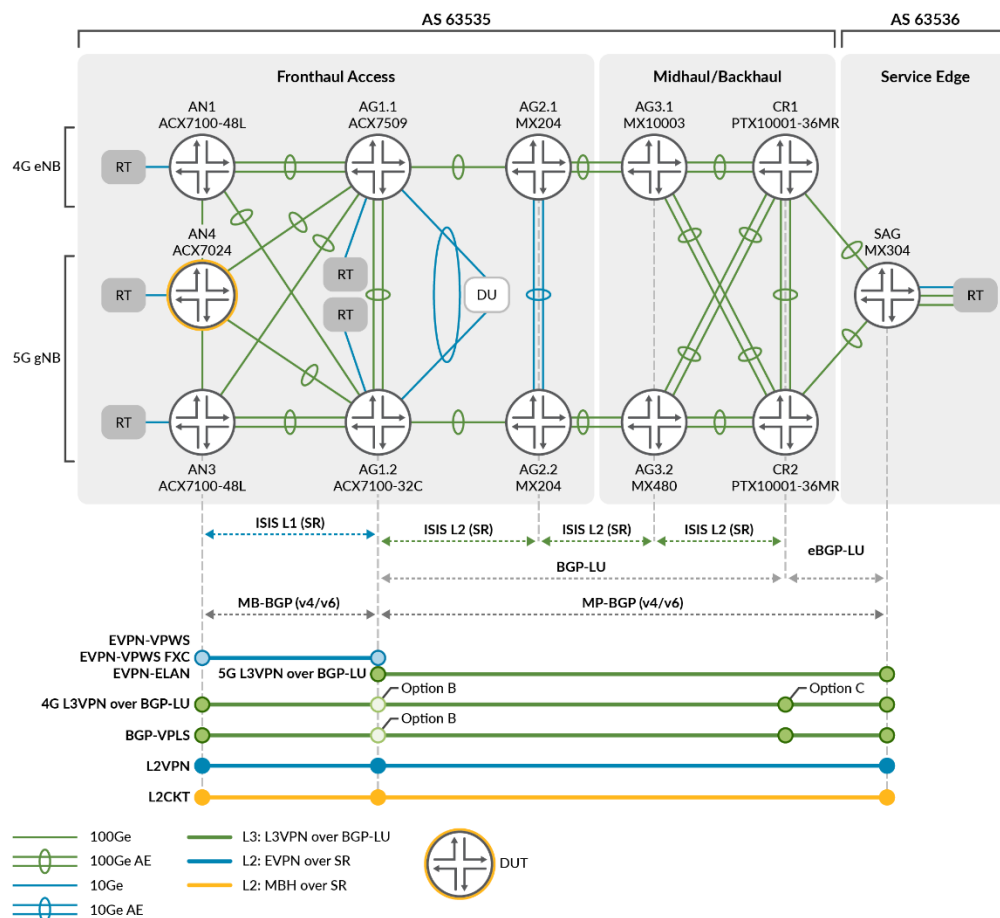 AS 63535
AS 63536
Fronthaul Access
Midhaul/Backhaul
Service Edge
AN1
ACX7100-48L
AG1.1
ACX7509
AG2.1
MX204
AG3.1
MX10003
CR1
PTX10001-36MR
4G eNB
RT
AN4
ACX7024
SAG
MX304
RT
RT
DU
RT
RT
5G gNB
RT
AN3
ACX7100-48L
AG1.2
ACX7100-32C
AG2.2
MX204
AG3.2
MX480
CR2
PTX10001-36MR
ISIS L1 (SR)
ISIS L2 (SR)
ISIS L2 (SR)
ISIS L2 (SR)
eBGP-LU
BGP-LU
MB-BGP (v4/v6)
MP-BGP (v4/v6)
EVPN-VPWS
EVPN-VPWS FXC
EVPN-ELAN
5G L3VPN over BGP-LU
Option B
Option C
4G L3VPN over BGP-LU
Option B
BGP-VPLS
L2VPN
L2CKT
100Ge
100Ge AE
10Ge
10Ge AE
L3: L3VPN over BGP-LU
L2: EVPN over SR
L2: MBH over SR
DUT